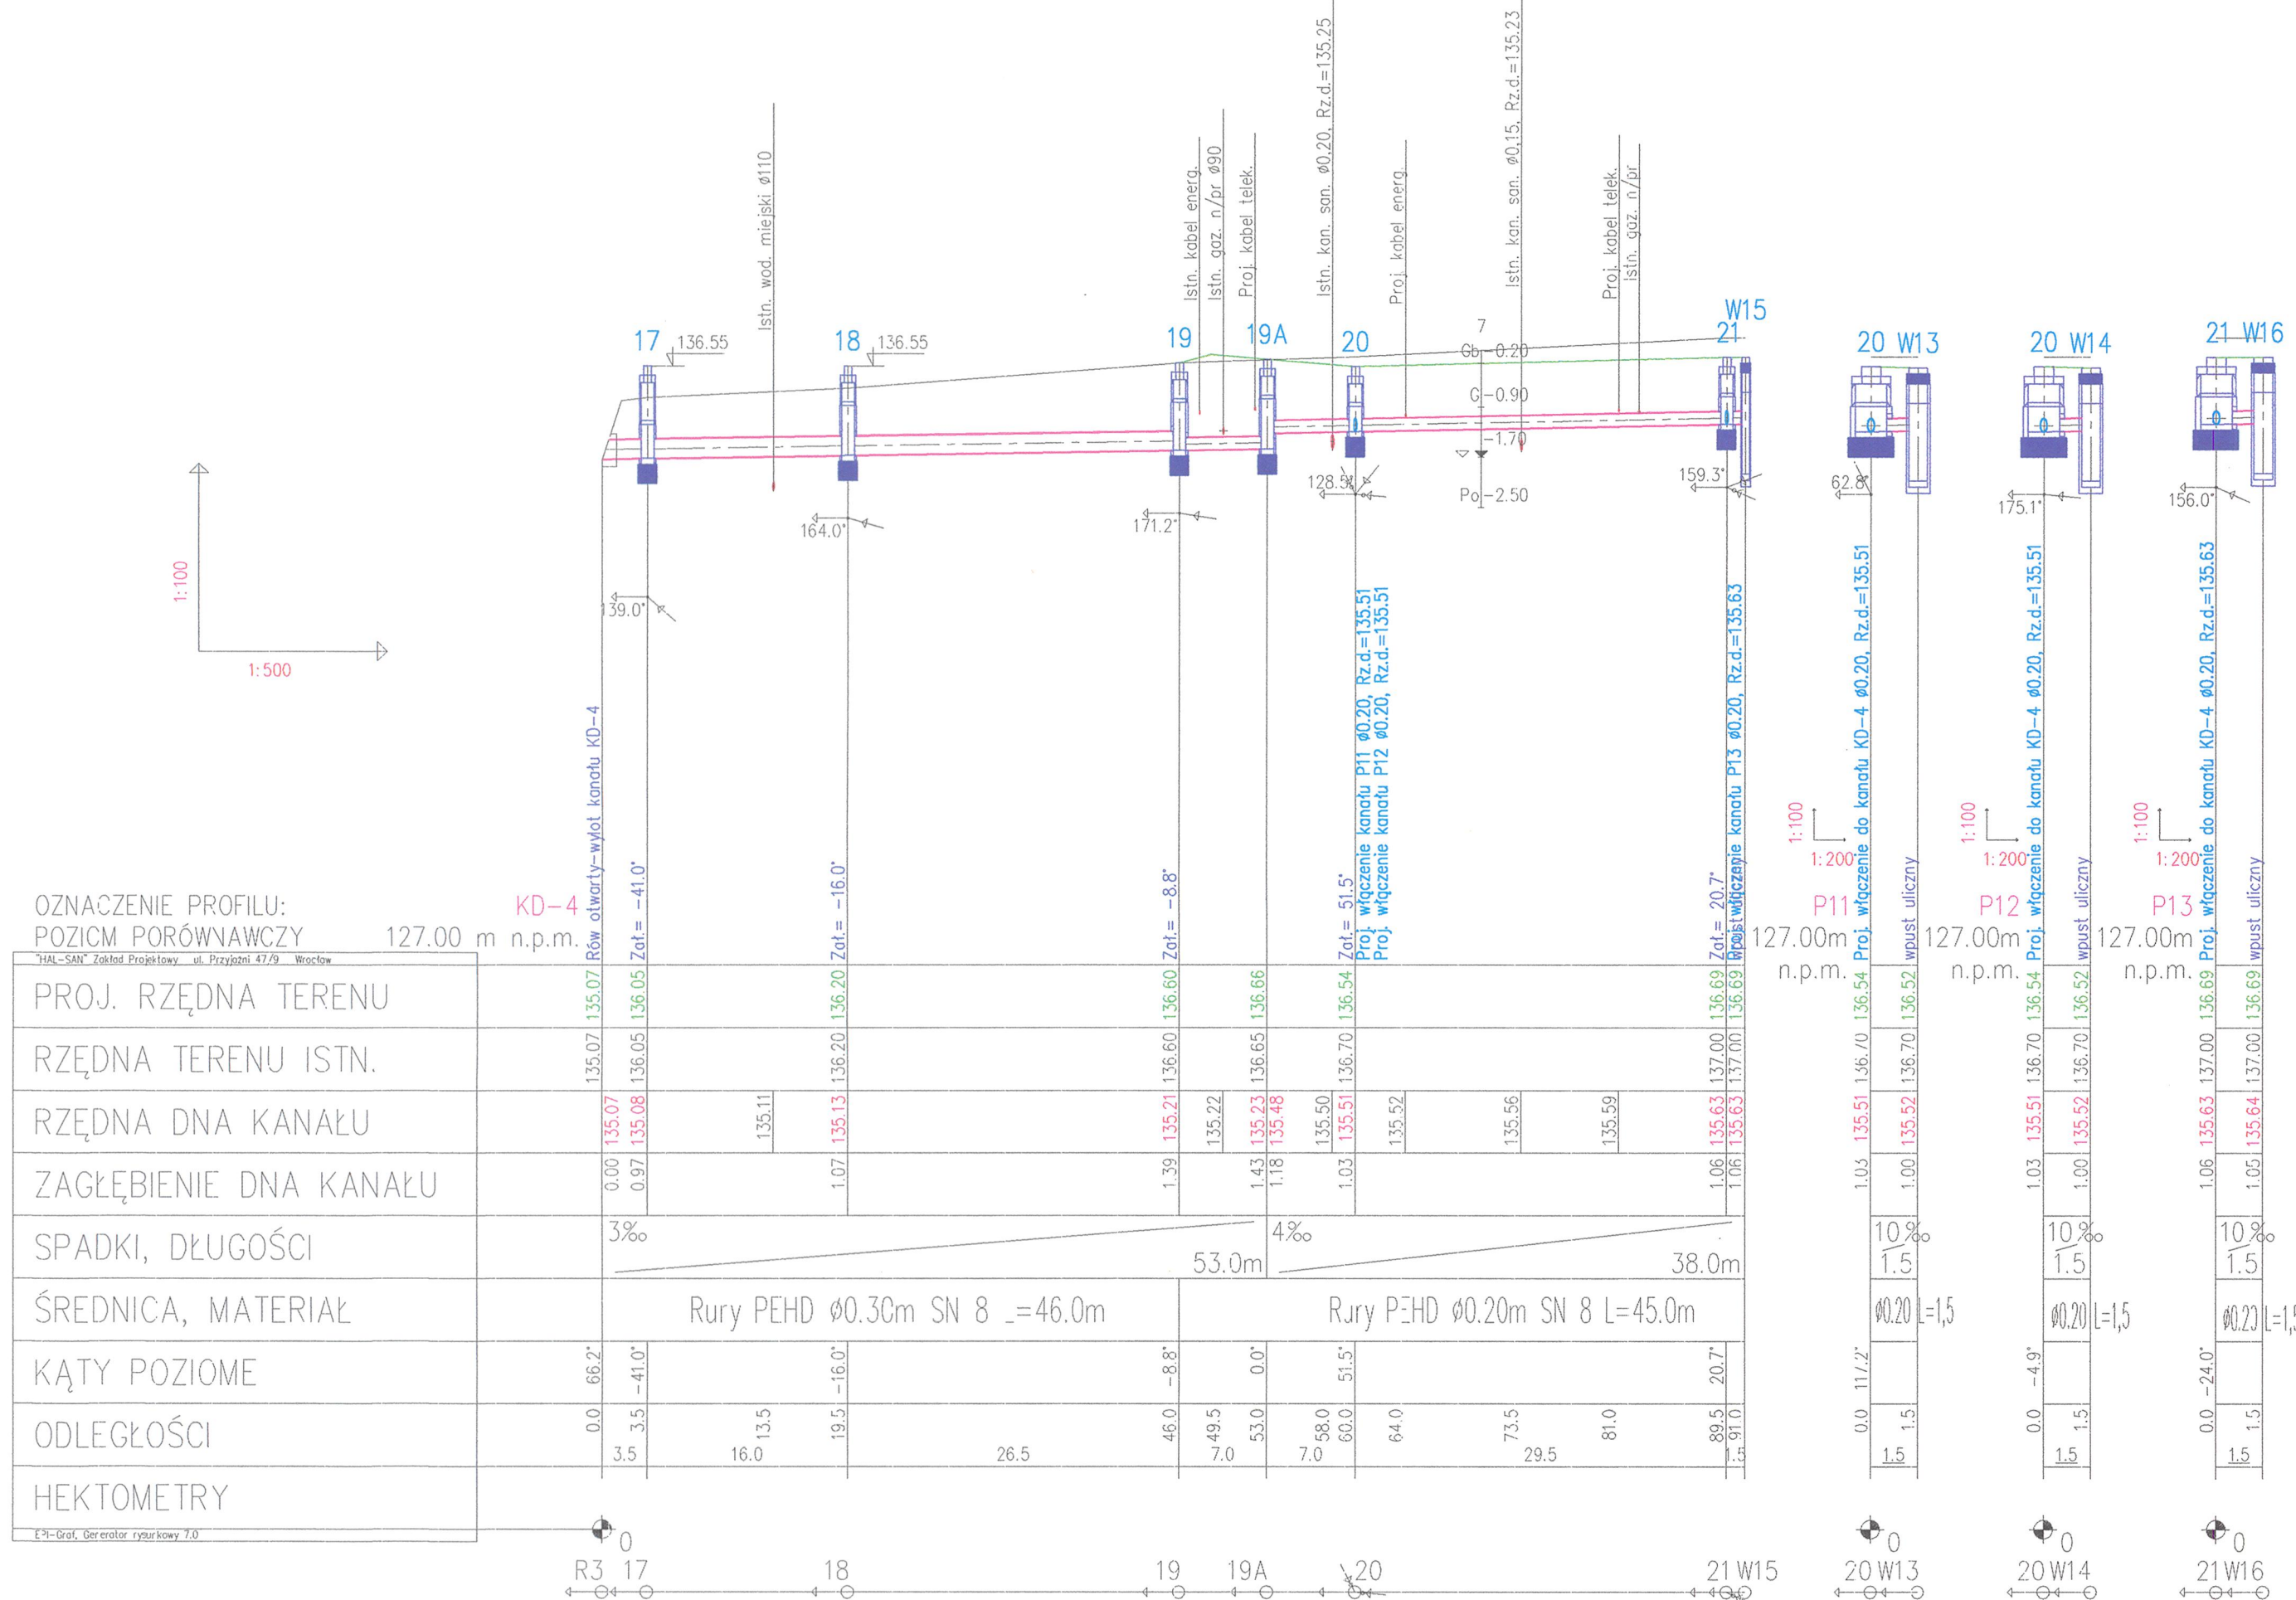 Istn. wod. miejski ø110
Istn. kabel energ.
Istn. gaz. n/pr ø90
Proj. kabel telek.
Istn. kan. san. ø0.20, Rz.d.=135.25
Proj. kabel energ.
Istn. kan. san. ø0,15, Rz.d.=135.23
Proj. kabel telek.
Istn. gaz. n/pr
17
136.55
18
136.55
19
19A
20
7
Gb -0.20
G -0.90
-1.70
Po -2.50
W15
21
20 W13
20 W14
21 W16
139.0°
164.0°
171.2°
128.5°
159.3°
62.8°
175.1°
156.0°
1:100
1:500
Rów otwarty-wylot kanału KD-4
Zał.= -41.0°
Zał.= -16.0°
Zał.= -8.8°
Zał.= 51.5°
Proj. włączenie kanału P11 ø0.20, Rz.d.=135.51
Proj. włączenie kanału P12 ø0.20, Rz.d.=135.51
Zał.= 20.7°
Proj. włączenie kanału P13 ø0.20, Rz.d.=135.63
Proj. włączenie do kanału KD-4 ø0.20, Rz.d.=135.51
wpust uliczny
Proj. włączenie do kanału KD-4 ø0.20, Rz.d.=135.51
wpust uliczny
Proj. włączenie do kanału KD-4 ø0.20, Rz.d.=135.63
wpust uliczny
1:100
1:200
1:100
1:200
1:100
1:200
OZNACZENIE PROFILU: KD-4
P11 P12 P13
POZIOM PORÓWNAWCZY 127.00 m n.p.m.
127.00m n.p.m.
127.00m n.p.m.
127.00m n.p.m.
"HAL-SAN" Zakład Projektowy ul. Przyjaźni 47/9 Wrocław
PROJ. RZĘDNA TERENU 135.07 136.05 136.20 136.60 136.66 136.54 136.69 136.69 136.54 136.52 136.54 136.52 136.69 136.69
RZĘDNA TERENU ISTN. 135.07 136.05 136.20 136.60 136.65 136.70 137.00 137.00 136.70 136.70 136.70 136.70 137.00 137.00
RZĘDNA DNA KANAŁU 135.07 135.08 135.11 135.13 135.21 135.22 135.23 135.48 135.50 135.51 135.52 135.56 135.59 135.63 135.63 135.51 135.52 135.51 135.52 135.63 135.64
ZAGŁĘBIENIE DNA KANAŁU 0.00 0.97 1.07 1.39 1.43 1.18 1.03 1.06 1.06 1.03 1.00 1.03 1.00 1.06 1.05
SPADKI, DŁUGOŚCI 3‰ 53.0m 4‰ 38.0m 10‰ 1.5 10‰ 1.5 10‰ 1.5
ŚREDNICA, MATERIAŁ Rury PEHD ø0.30m SN 8 L=46.0m Rury PEHD ø0.20m SN 8 L=45.0m ø0.20 L=1,5 ø0.20 L=1,5 ø0.20 L=1,5
KĄTY POZIOME 66.2° -41.0° -16.0° -8.8° 0.0° 51.5° 20.7° 117.2° -4.9° -24.0°
ODLEGŁOŚCI 0.0 3.5 13.5 19.5 46.0 49.5 53.0 58.0 60.0 64.0 73.5 81.0 89.5 91.0 0.0 1.5 0.0 1.5 0.0 1.5
3.5 16.0 26.5 7.0 7.0 29.5 1.5 1.5 1.5 1.5
HEKTOMETRY
EPI-Graf, Generator rysunkowy 7.0
0 0 0 0
R3 17 18 19 19A 20 21 W15 20 W13 20 W14 21 W16